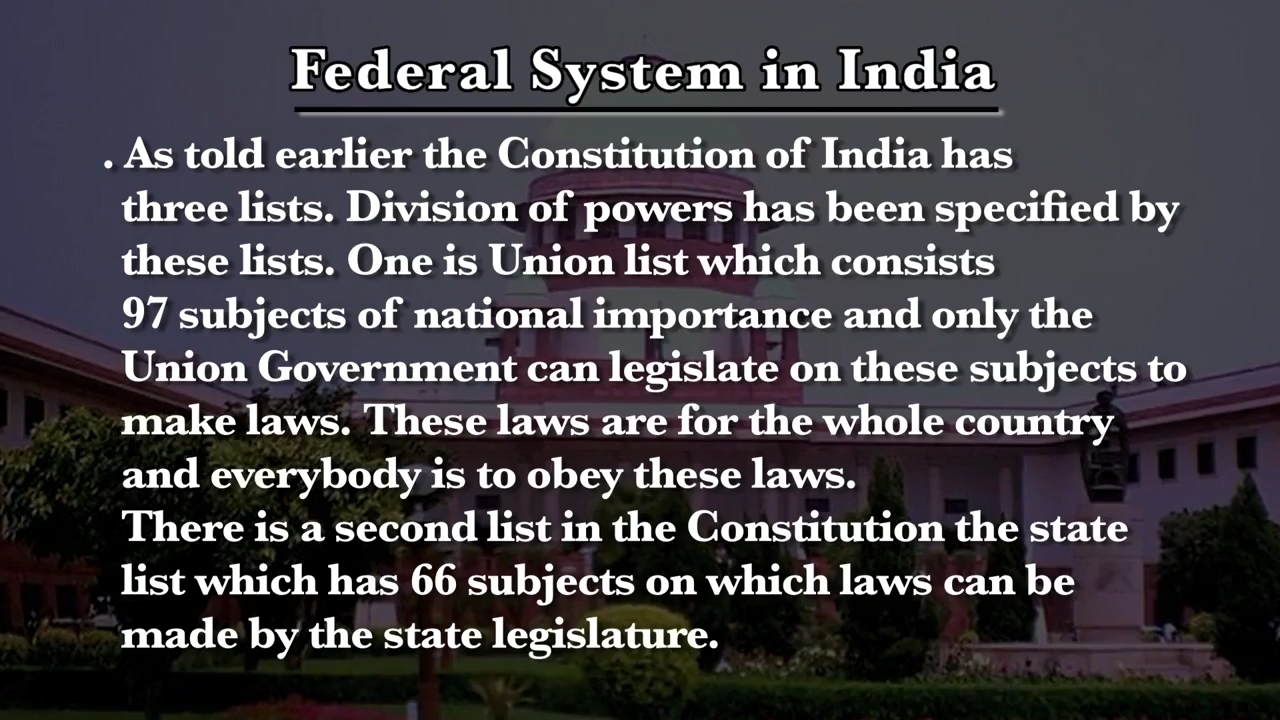 Federal System in India
. As told earlier the Constitution of India has
three lists. Division of powers has been specified by
these lists. One is Union list which consists
97 subjects of national importance and only the
Union Government can legislate on these subjects to
make laws. These laws are for the whole country
and everybody is to obey these laws.
There is a second list in the Constitution the state
list which has 66 subjects on which laws can be
made by the state legislature.